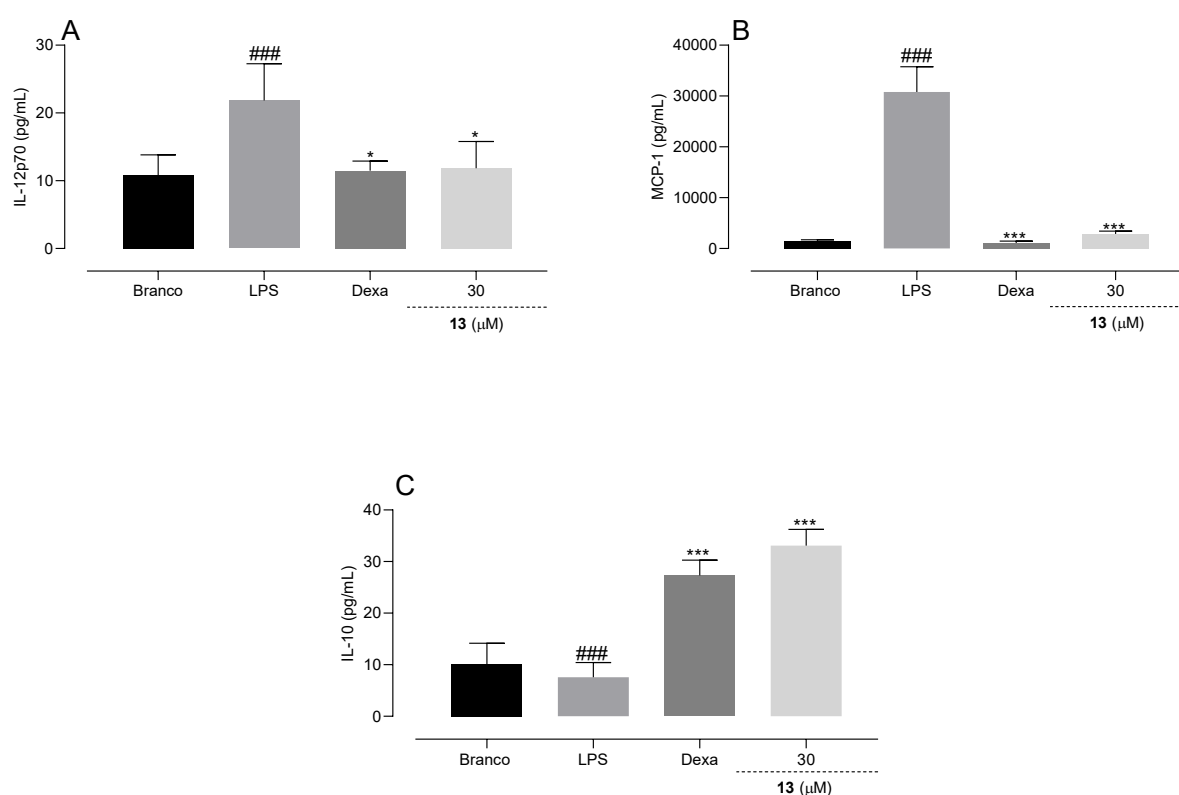 A
IL-12p70 (pg/mL)
30
20
10
0
###
*
*
Branco LPS Dexa 30
13 (μM)
B
MCP-1 (pg/mL)
40000
30000
20000
10000
0
###
***
***
Branco LPS Dexa 30
13 (μM)
C
IL-10 (pg/mL)
40
30
20
10
0
###
***
***
Branco LPS Dexa 30
13 (μM)